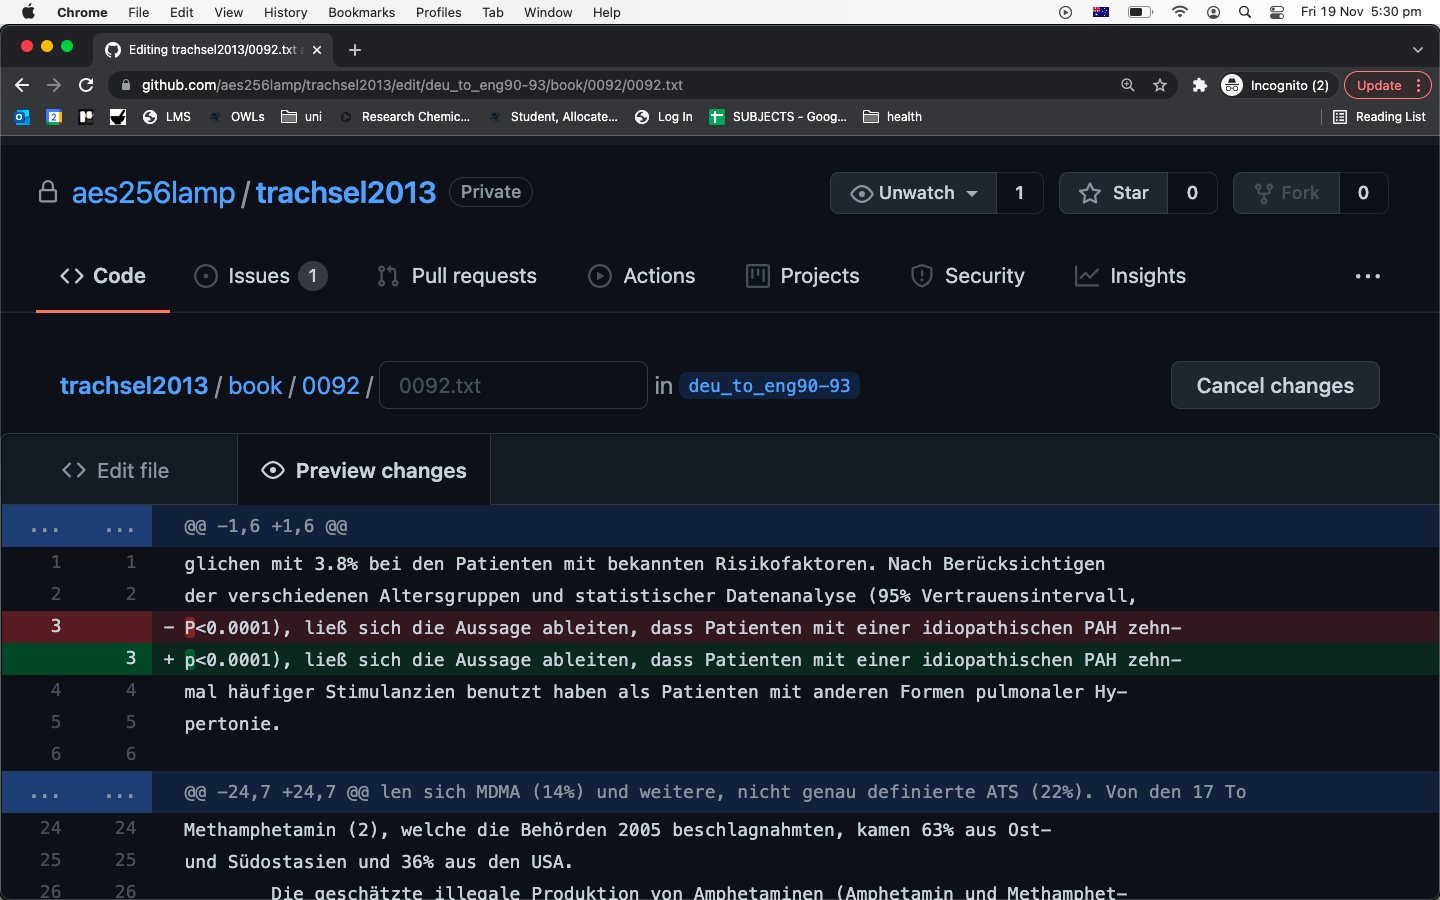 Chrome File Edit View History Bookmarks Profiles Tab Window Help Fri 19 Nov 5:30 pm
Editing trachsel2013/0092.txt
github.com/aes256lamp/trachsel2013/edit/deu_to_eng90-93/book/0092/0092.txt Incognito (2) Update
LMS OWLs uni Research Chemic... Student, Allocate... Log In SUBJECTS - Goog... health Reading List
aes256lamp / trachsel2013 Private Unwatch 1 Star 0 Fork 0
<> Code Issues 1 Pull requests Actions Projects Security Insights ...
trachsel2013 / book / 0092 / 0092.txt in deu_to_eng90-93 Cancel changes
<> Edit file Preview changes
... ... @@ -1,6 +1,6 @@
1 1 glichen mit 3.8% bei den Patienten mit bekannten Risikofaktoren. Nach Berücksichtigen
2 2 der verschiedenen Altersgruppen und statistischer Datenanalyse (95% Vertrauensintervall,
3 - P<0.0001), ließ sich die Aussage ableiten, dass Patienten mit einer idiopathischen PAH zehn-
3 + p<0.0001), ließ sich die Aussage ableiten, dass Patienten mit einer idiopathischen PAH zehn-
4 4 mal häufiger Stimulanzien benutzt haben als Patienten mit anderen Formen pulmonaler Hy-
5 5 pertonie.
6 6
... ... @@ -24,7 +24,7 @@ len sich MDMA (14%) und weitere, nicht genau definierte ATS (22%). Von den 17 To
24 24 Methamphetamin (2), welche die Behörden 2005 beschlagnahmten, kamen 63% aus Ost-
25 25 und Südostasien und 36% aus den USA.
26 26 Die geschätzte illegale Produktion von Amphetaminen (Amphetamin und Methamphet-